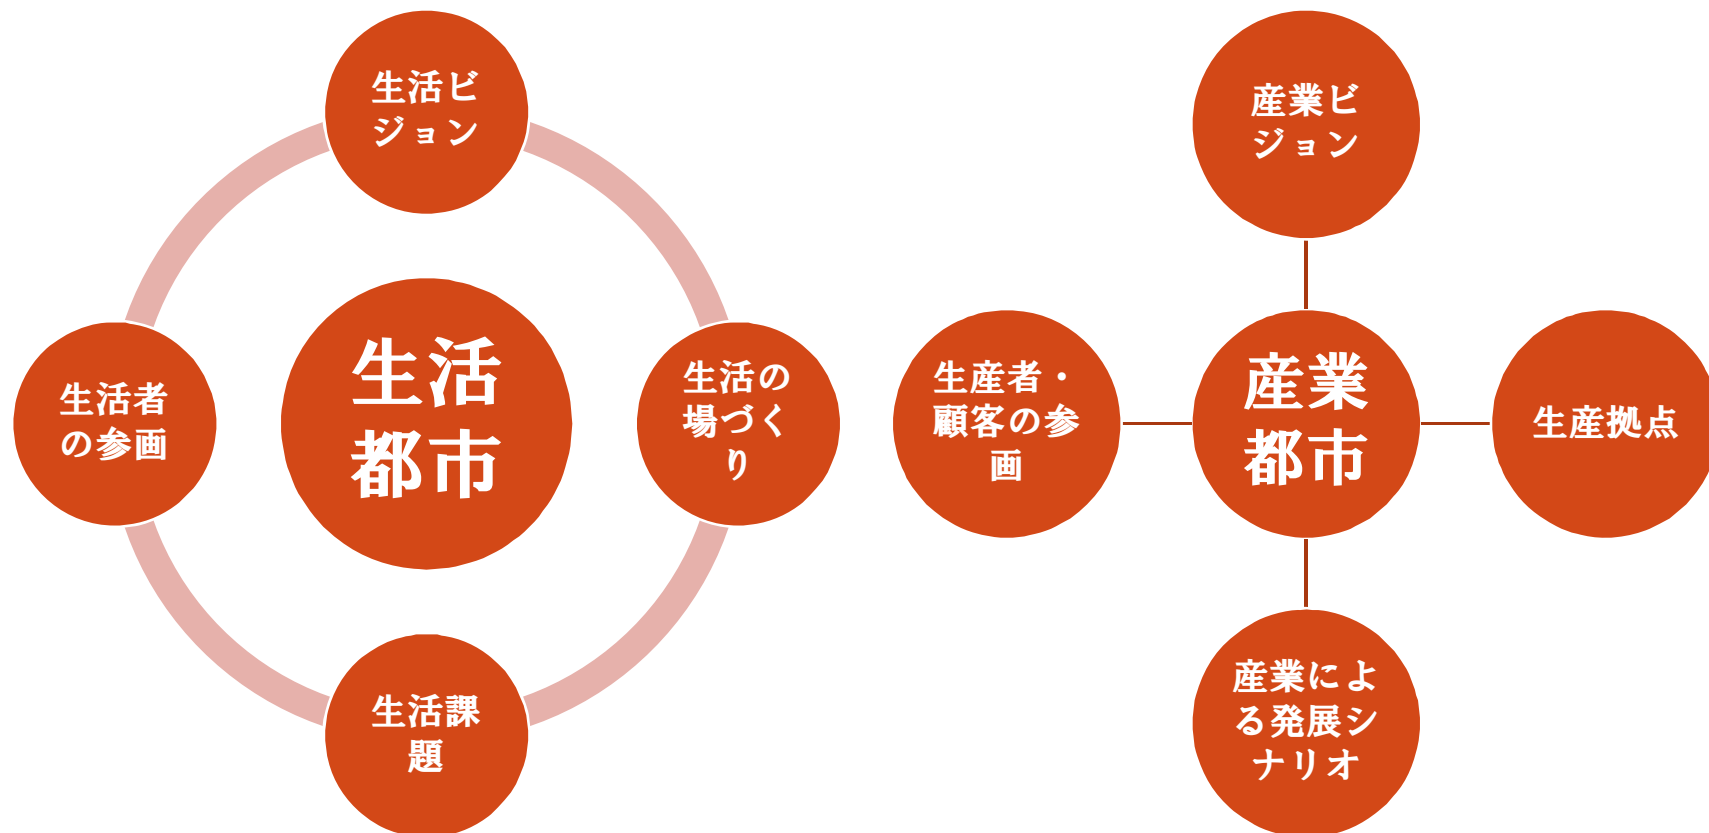 生活ビ
ジョン
生活者
の参画
生活
都市
生活の
場づく
り
生活課
題
産業ビ
ジョン
生産者・
顧客の参
画
産業
都市
生産拠点
産業によ
る発展シ
ナリオ